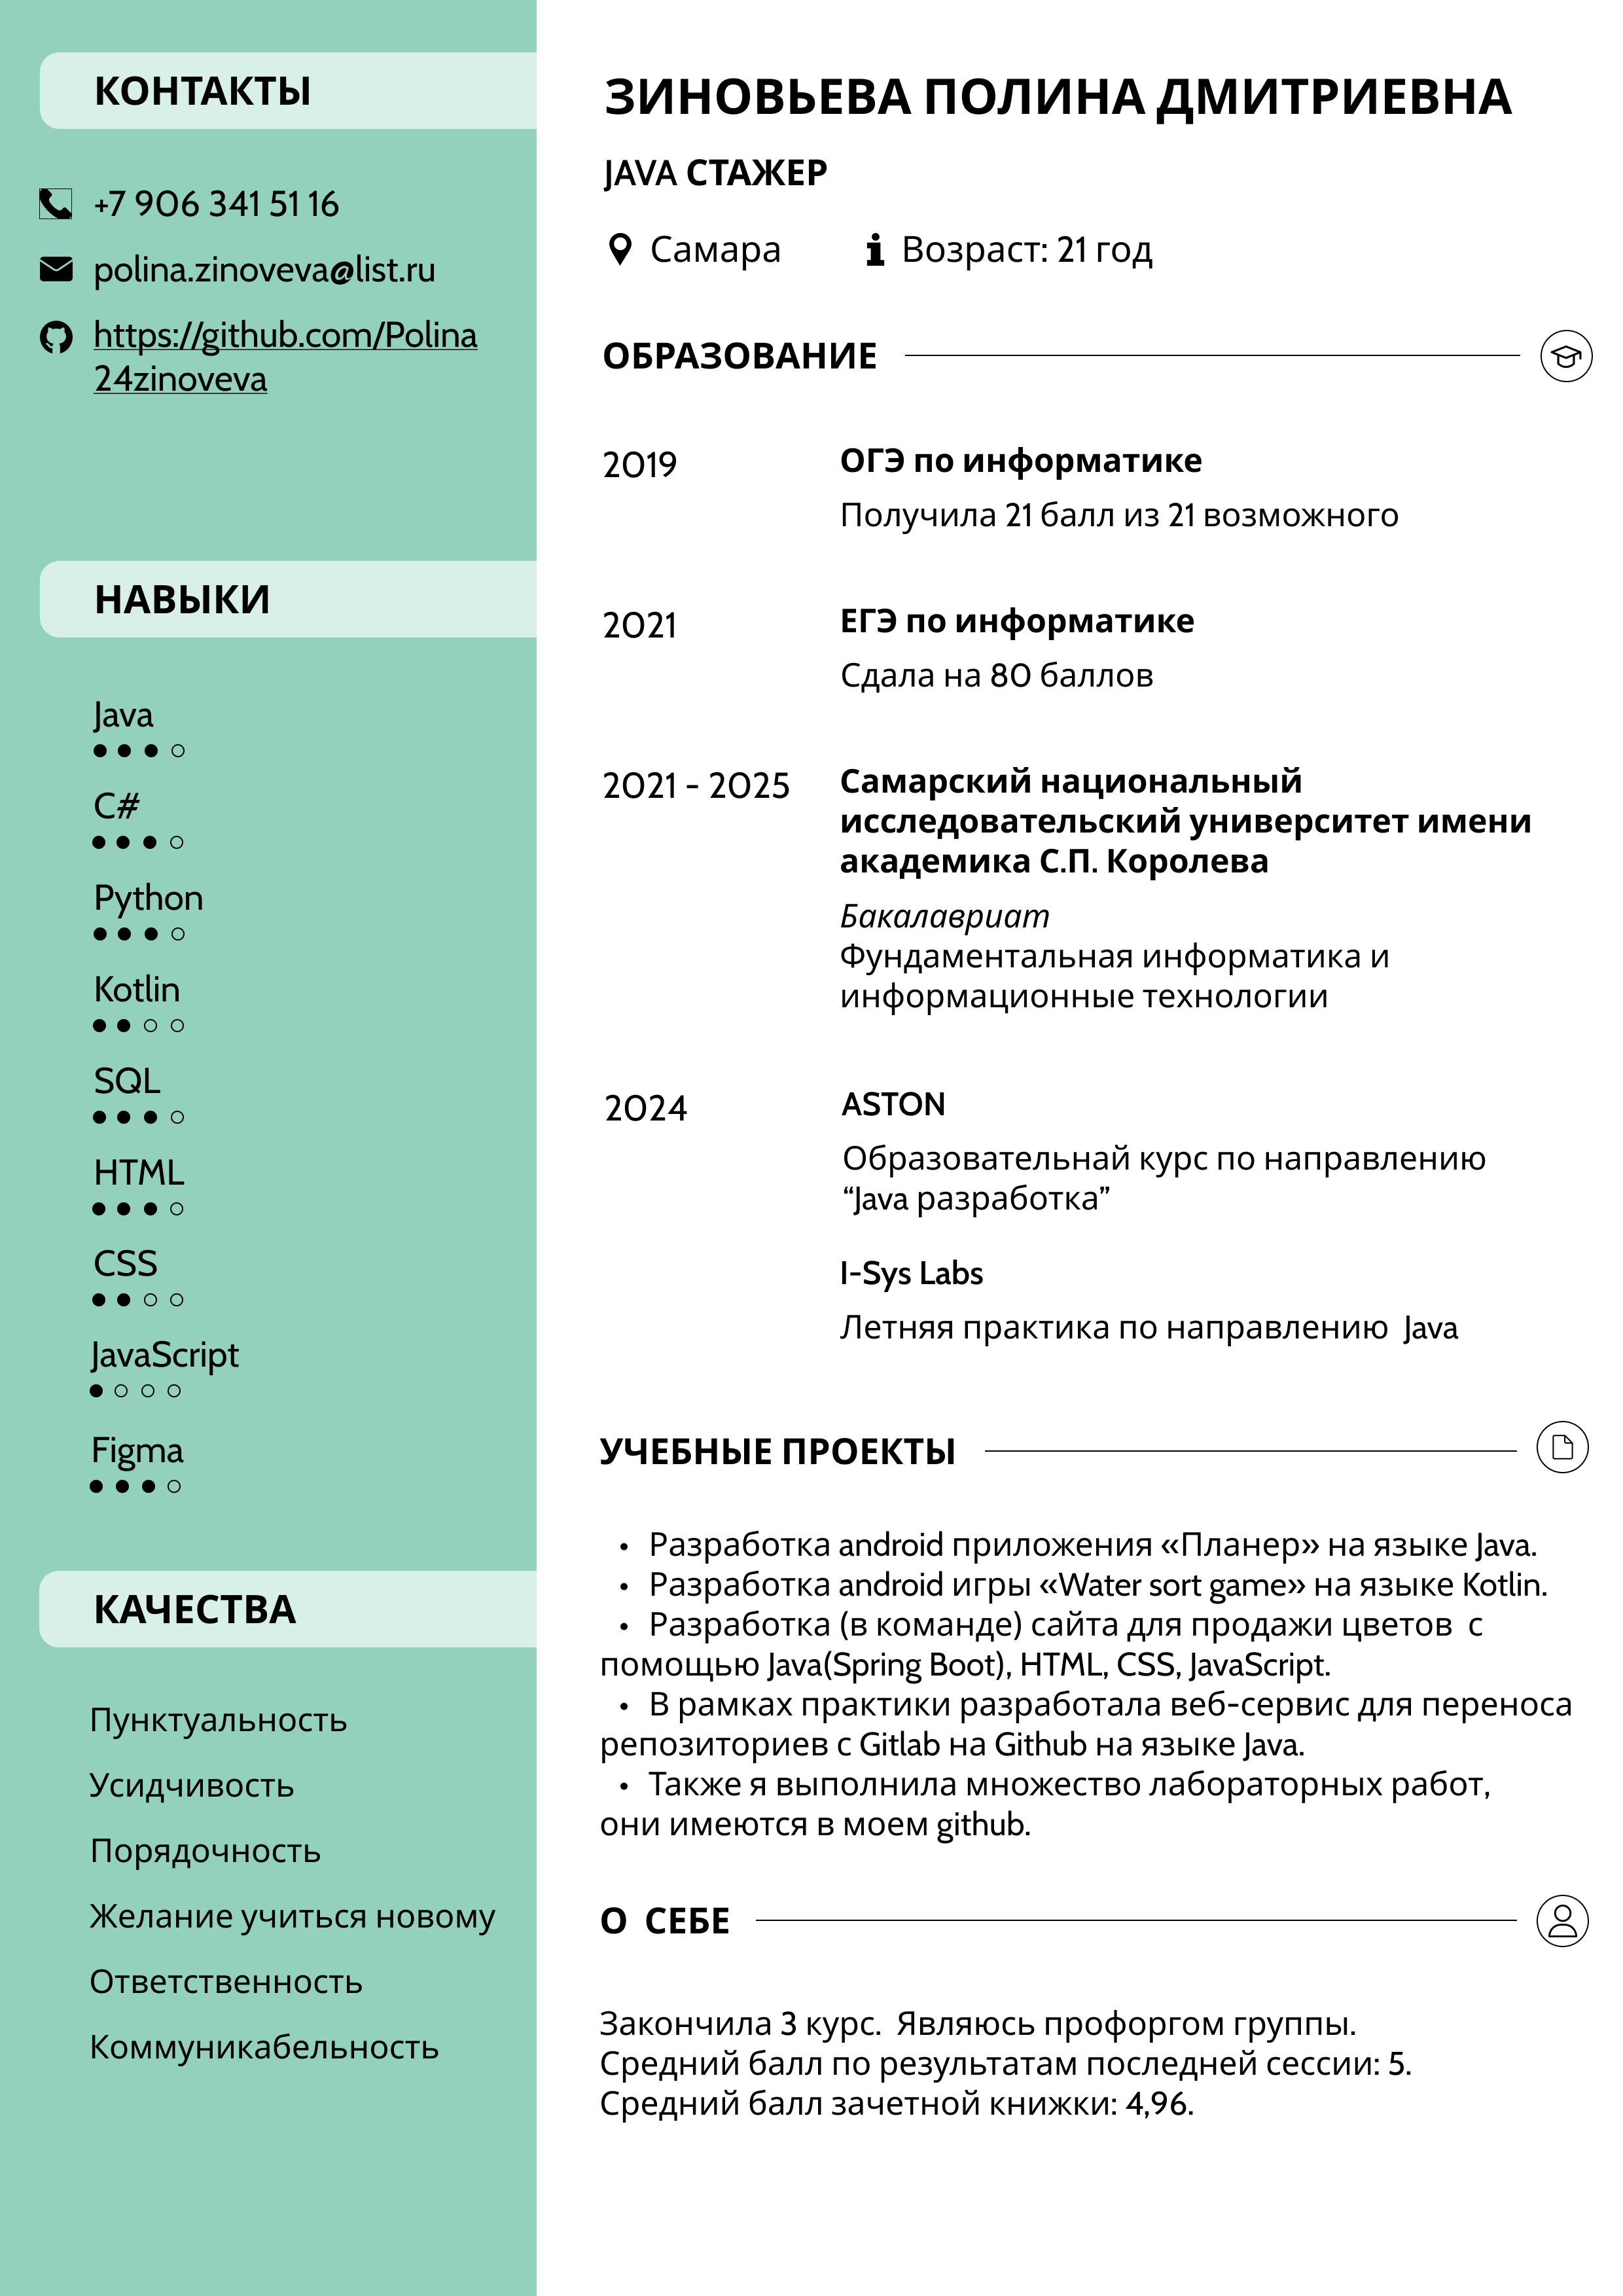 КОНТАКТЫ
+7 906 341 51 16
polina.zinoveva@list.ru
https://github.com/Polina
24zinoveva
НАВЫКИ
Java
C#
Python
Kotlin
SQL
HTML
CSS
JavaScript
Figma
КАЧЕСТВА
Пунктуальность
Усидчивость
Порядочность
Желание учиться новому
Ответственность
Коммуникабельность
ЗИНОВЬЕВА ПОЛИНА ДМИТРИЕВНА
JAVA СТАЖЕР
Самара
Возраст: 21 год
ОБРАЗОВАНИЕ
2019
ОГЭ по информатике
Получила 21 балл из 21 возможного
2021
ЕГЭ по информатике
Сдала на 80 баллов
2021 - 2025
Самарский национальный
исследовательский университет имени
академика С.П. Королева
Бакалавриат
Фундаментальная информатика и
информационные технологии
2024
ASTON
Образовательнай курс по направлению
“Java разработка”
I-Sys Labs
Летняя практика по направлению Java
УЧЕБНЫЕ ПРОЕКТЫ
• Разработка android приложения «Планер» на языке Java.
• Разработка android игры «Water sort game» на языке Kotlin.
• Разработка (в команде) сайта для продажи цветов с
помощью Java(Spring Boot), HTML, CSS, JavaScript.
• В рамках практики разработала веб-сервис для переноса
репозиториев с Gitlab на Github на языке Java.
• Также я выполнила множество лабораторных работ,
они имеются в моем github.
О СЕБЕ
Закончила 3 курс. Являюсь профоргом группы.
Средний балл по результатам последней сессии: 5.
Средний балл зачетной книжки: 4,96.